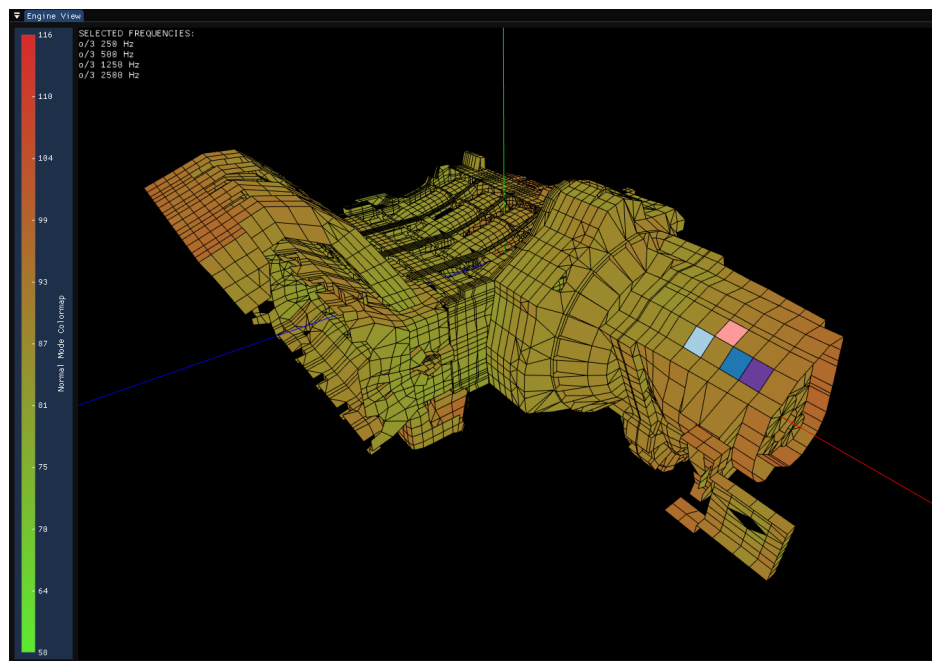 Engine View
SELECTED FREQUENCIES:
o/3 250 Hz
o/3 500 Hz
o/3 1250 Hz
o/3 2500 Hz
116
110
104
99
93
87
81
75
70
64
58
Normal Mode Colormap